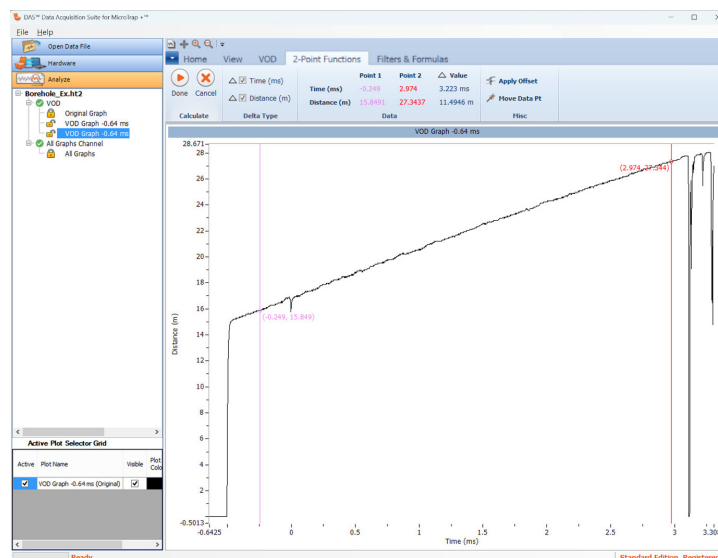 DAS™ Data Acquisition Suite for MicroTrap +™
File Help
Open Data File
Hardware
Analyze
Borehole_Ex.ht2
VOD
Original Graph
VOD Graph -0.64 ms
VOD Graph -0.64 ms
All Graphs Channel
All Graphs
Active Plot Selector Grid
Active Plot Name Visible Plot Colo
VOD Graph -0.64 ms (Original)
Ready
Home View VOD 2-Point Functions Filters & Formulas
Done Cancel
Calculate
Time (ms)
Distance (m)
Delta Type
Point 1 Point 2 △ Value
Time (ms) -0.249 2.974 3.223 ms
Distance (m) 15.8491 27.3437 11.4946 m
Data
Apply Offset
Move Data Pt
Misc
VOD Graph -0.64 ms
28.671
28
26
24
22
20
18
16
14
12
10
8
6
4
2
-0.5013
Distance (m)
(2.974, 27.344)
(-0.249, 15.849)
-0.6425 0 0.5 1 1.5 2 2.5 3
Time (ms)
Standard Edition, Registered